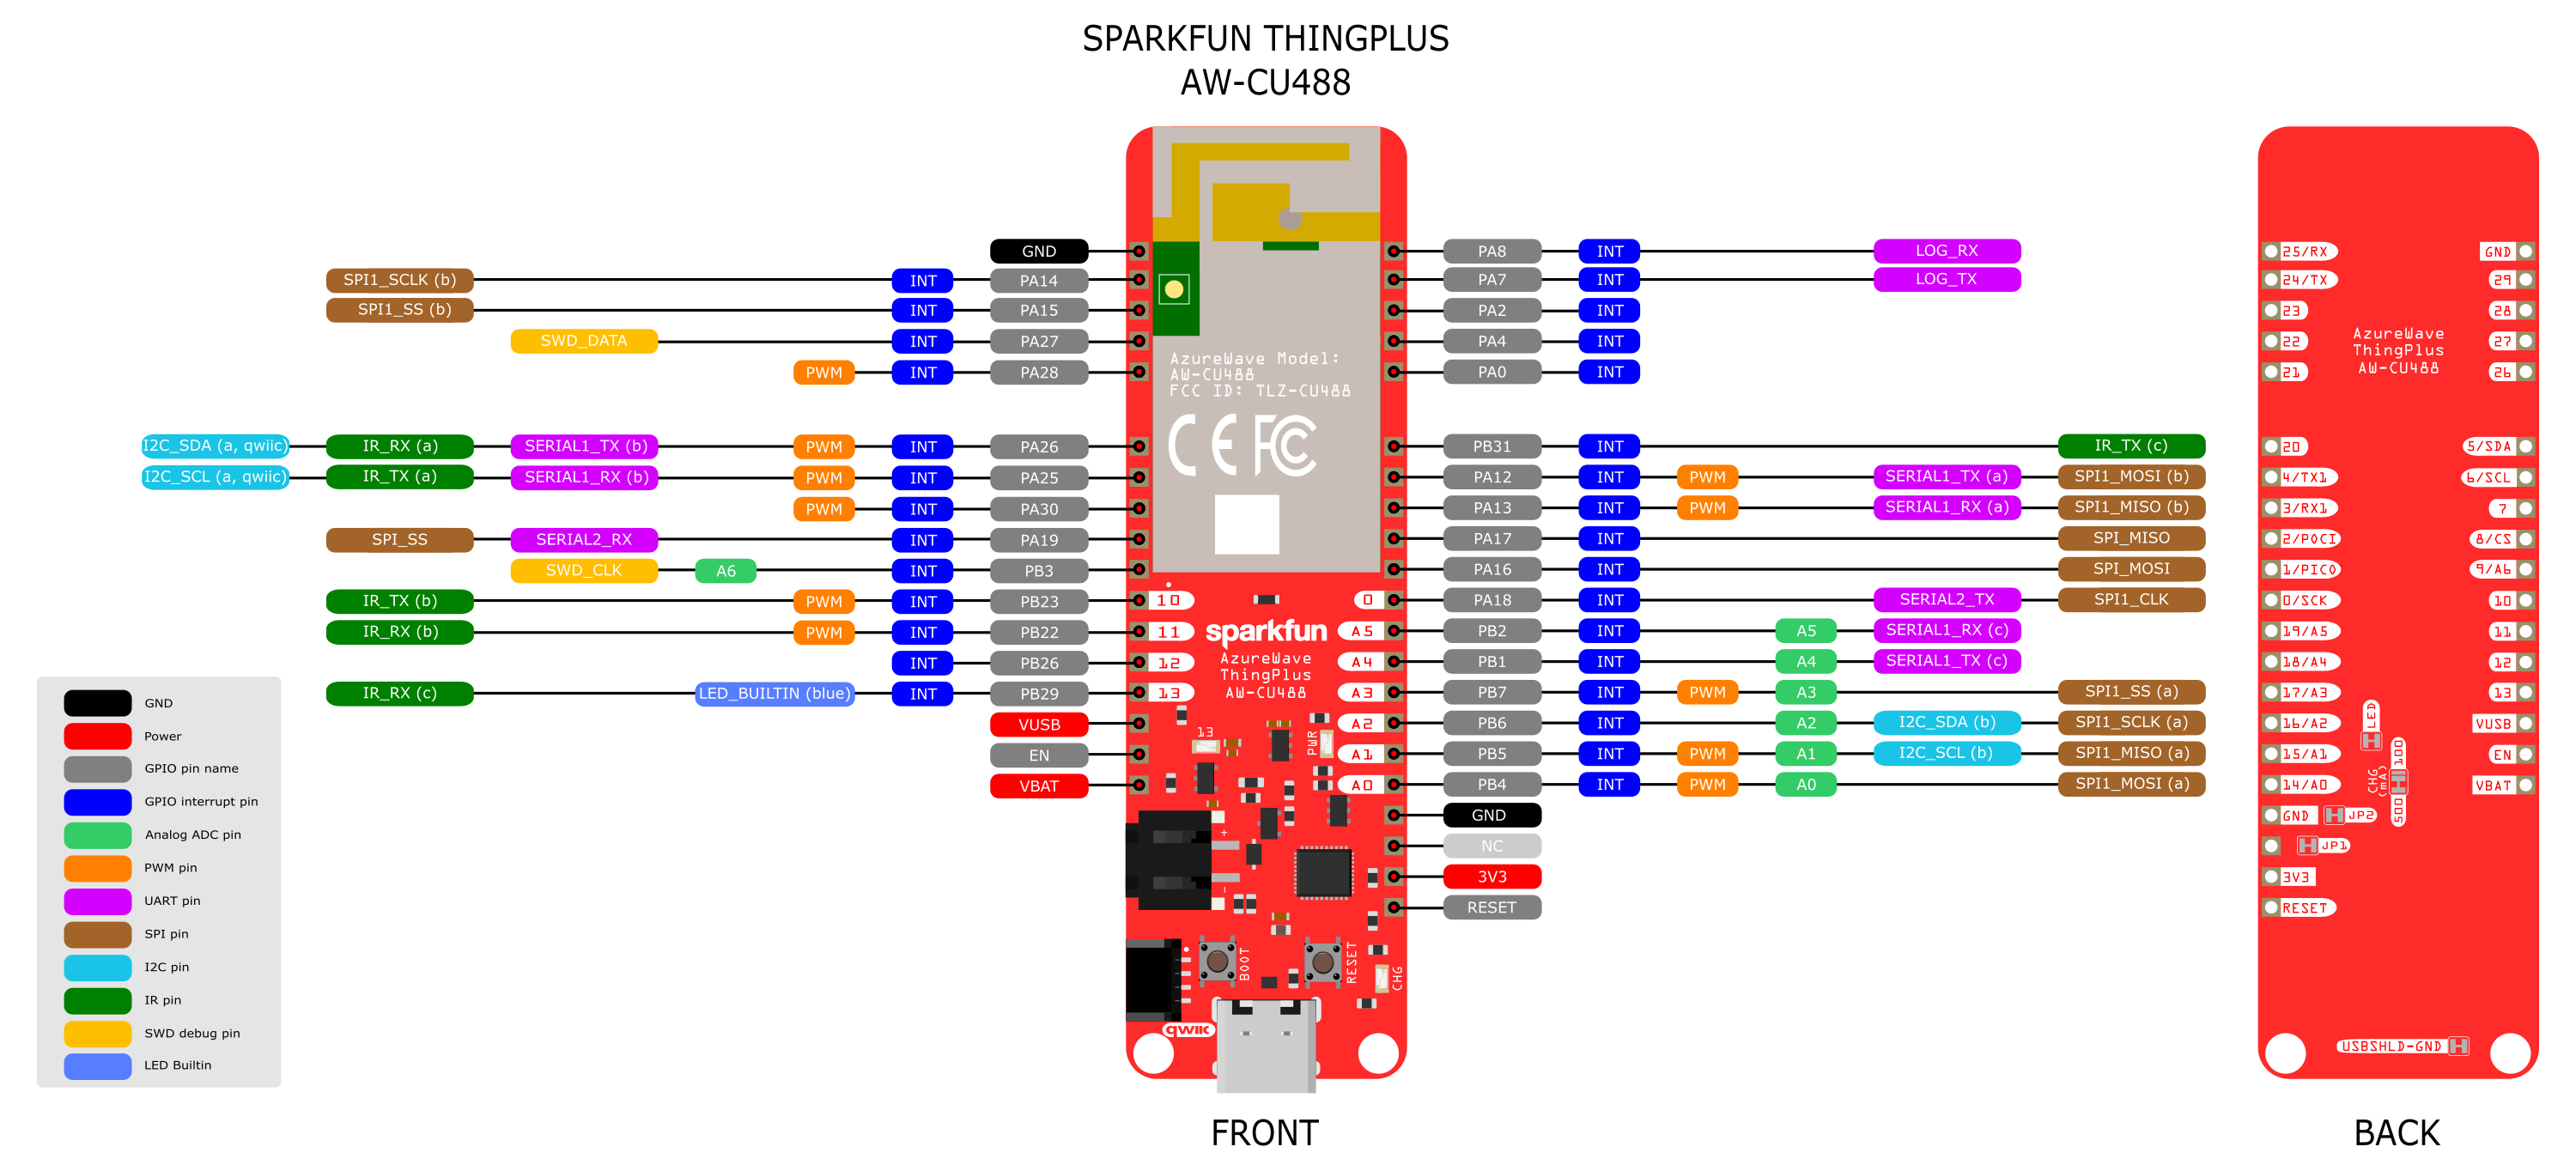 SPARKFUN THINGPLUS
AW-CU488
GND
SPI1_SCLK (b) INT PA14
SPI1_SS (b) INT PA15
SWD_DATA INT PA27
PWM INT PA28
I2C_SDA (a, qwiic) IR_RX (a) SERIAL1_TX (b) PWM INT PA26
I2C_SCL (a, qwiic) IR_TX (a) SERIAL1_RX (b) PWM INT PA25
PWM INT PA30
SPI_SS SERIAL2_RX INT PA19
SWD_CLK A6 INT PB3
IR_TX (b) PWM INT PB23
IR_RX (b) PWM INT PB22
INT PB26
IR_RX (c) LED_BUILTIN (blue) INT PB29
VUSB
EN
VBAT
GND
Power
GPIO pin name
GPIO interrupt pin
Analog ADC pin
PWM pin
UART pin
SPI pin
I2C pin
IR pin
SWD debug pin
LED Builtin
AzureWave Model:
AW-CU488
FCC ID: TLZ-CU488
CE FC
10 0
11 sparkfun A5
12 AzureWave A4
ThingPlus
13 AW-CU488 A3
A2
13 PWR A1
A0
+
-
BOOT
RESET
CHG
qwiic
FRONT
PA8 INT LOG_RX
PA7 INT LOG_TX
PA2 INT
PA4 INT
PA0 INT
PB31 INT IR_TX (c)
PA12 INT PWM SERIAL1_TX (a) SPI1_MOSI (b)
PA13 INT PWM SERIAL1_RX (a) SPI1_MISO (b)
PA17 INT SPI_MISO
PA16 INT SPI_MOSI
PA18 INT SERIAL2_TX SPI1_CLK
PB2 INT A5 SERIAL1_RX (c)
PB1 INT A4 SERIAL1_TX (c)
PB7 INT PWM A3 SPI1_SS (a)
PB6 INT A2 I2C_SDA (b) SPI1_SCLK (a)
PB5 INT PWM A1 I2C_SCL (b) SPI1_MISO (a)
PB4 INT PWM A0 SPI1_MOSI (a)
GND
NC
3V3
RESET
25/RX GND
24/TX 29
23 28
22 27
21 26
AzureWave
ThingPlus
AW-CU488
20 5/SDA
4/TX1 6/SCL
3/RX1 7
2/POCI 8/CS
1/PICO 9/A6
0/SCK 10
19/A5 11
18/A4 12
17/A3 13
16/A2 LED VUSB
15/A1 100 EN
14/A0 CHG (mA) VBAT
GND JP2 500
JP1
3V3
RESET
USBSHLD-GND
BACK